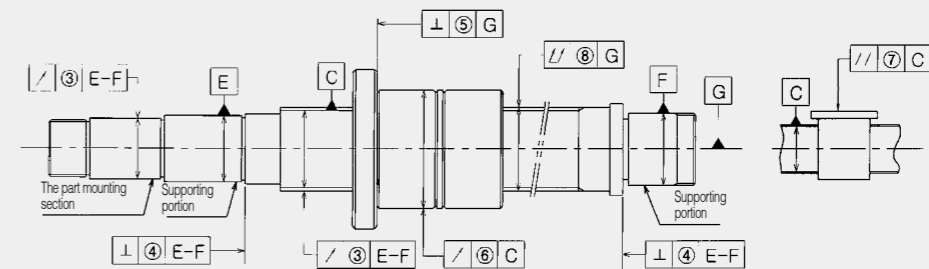 ⊥ ⑤ G
↗ ③ E-F
E
C
⌰ ⑧ G
F
G
C
// ⑦ C
The part mounting
section
Supporting
portion
Supporting
portion
⊥ ④ E-F
↗ ③ E-F
↗ ⑥ C
⊥ ④ E-F